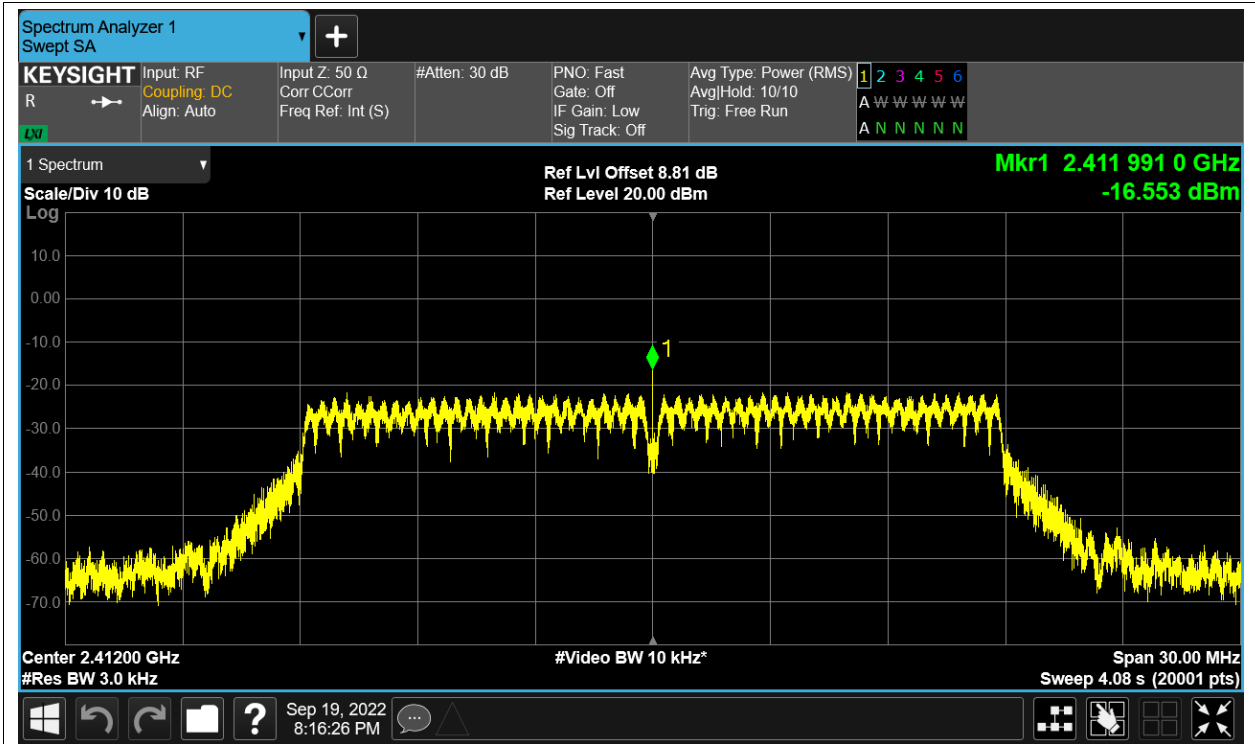 Spectrum Analyzer 1
Swept SA
+
KEYSIGHT
R
LXI
Input: RF
Coupling: DC
Align: Auto
Input Z: 50 Ω
Corr CCorr
Freq Ref: Int (S)
#Atten: 30 dB
PNO: Fast
Gate: Off
IF Gain: Low
Sig Track: Off
Avg Type: Power (RMS)
Avg|Hold: 10/10
Trig: Free Run
1 2 3 4 5 6
A W W W W W
A N N N N N
1 Spectrum
Scale/Div 10 dB
Log
Ref Lvl Offset 8.81 dB
Ref Level 20.00 dBm
Mkr1 2.411 991 0 GHz
-16.553 dBm
10.0
0.00
-10.0
1
-20.0
-30.0
-40.0
-50.0
-60.0
-70.0
Center 2.41200 GHz
#Res BW 3.0 kHz
#Video BW 10 kHz*
Span 30.00 MHz
Sweep 4.08 s (20001 pts)
?
Sep 19, 2022
8:16:26 PM